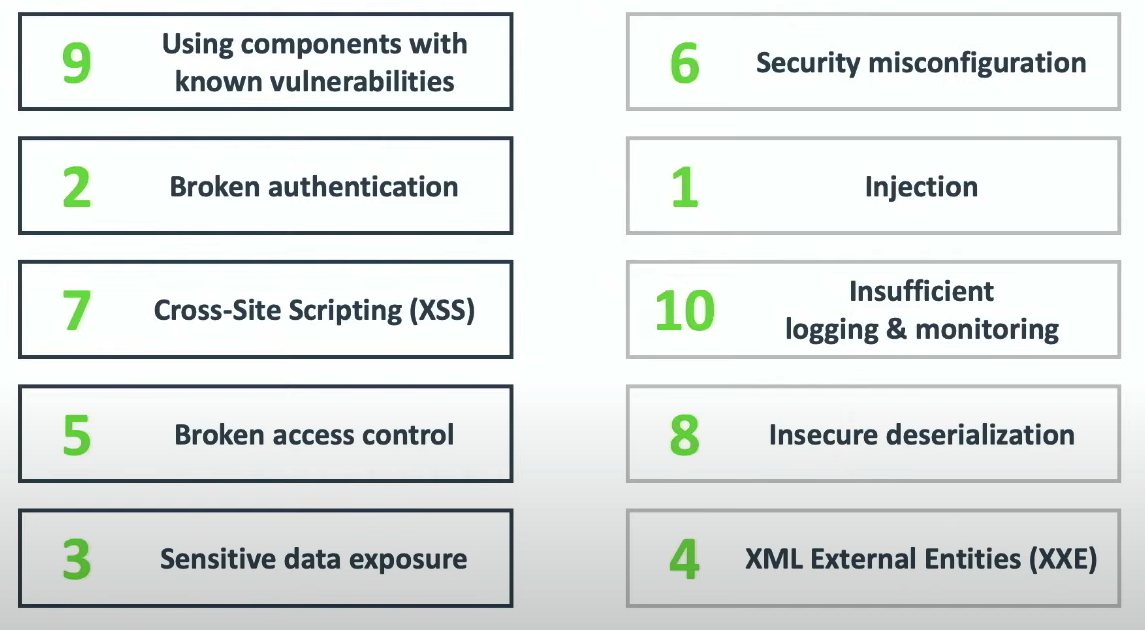 9
Using components with
known vulnerabilities
2
Broken authentication
7
Cross-Site Scripting (XSS)
5
Broken access control
3
Sensitive data exposure
6
Security misconfiguration
1
Injection
10
Insufficient
logging & monitoring
8
Insecure deserialization
4
XML External Entities (XXE)